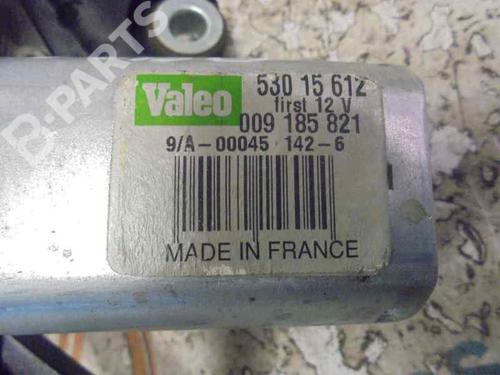 B-PARTS
Valeo
530 15 612
first 12 V
009 185 821
9/A-00045 142-6
MADE IN FRANCE